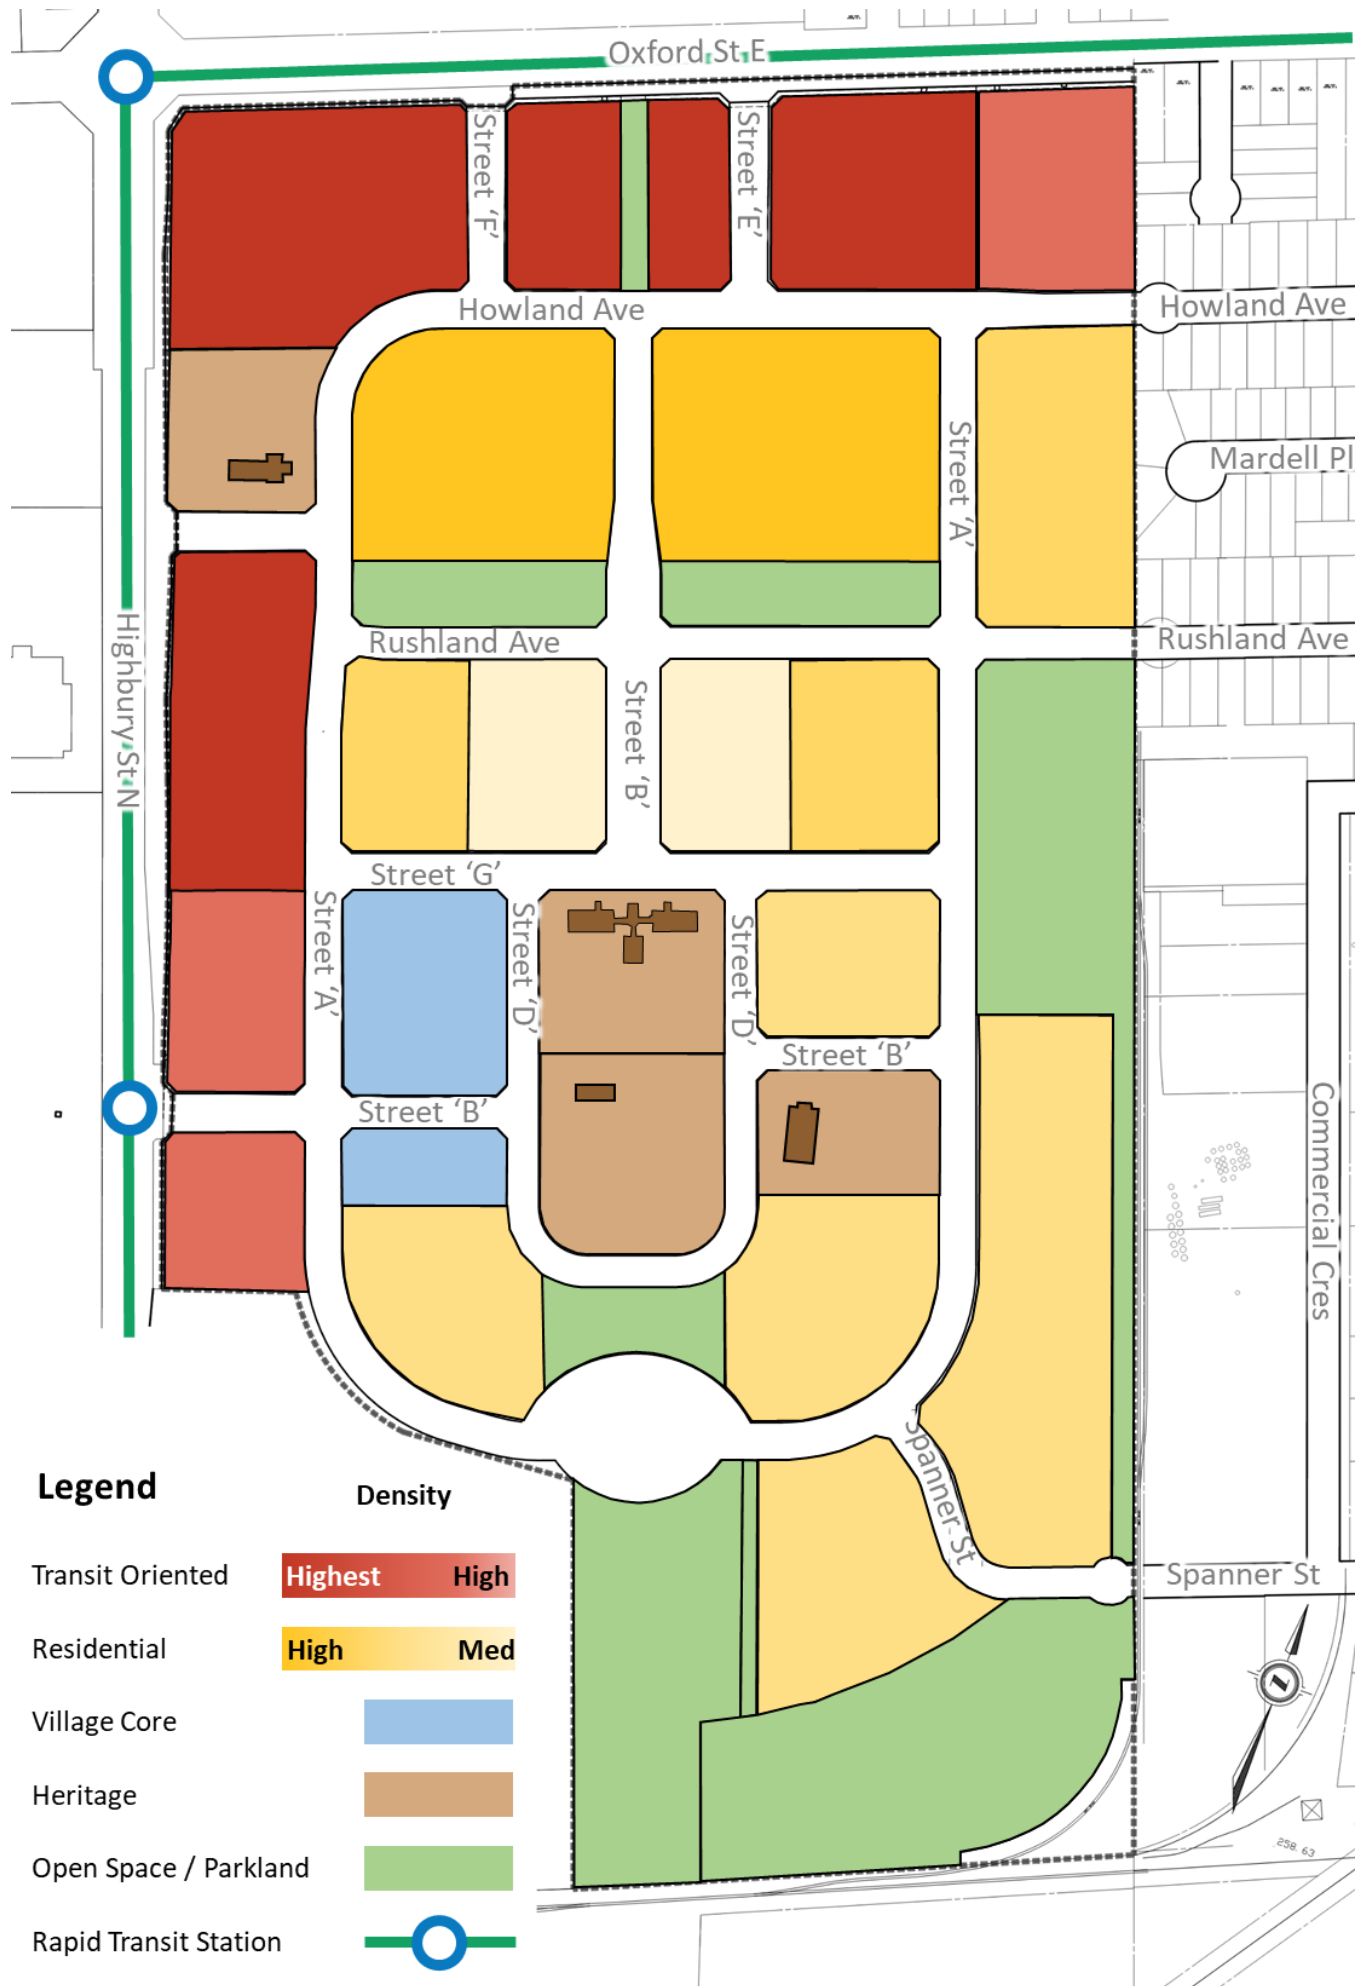 Oxford St E
Street ‘F’
Street ‘E’
Howland Ave
Howland Ave
Street ‘A’
Mardell Pl
Highbury St N
Rushland Ave
Rushland Ave
Street ‘B’
Street ‘G’
Street ‘A’
Street ‘D’
Street ‘D’
Street ‘B’
Street ‘B’
Commercial Cres
Spanner St
Spanner St
258.63
Legend
Density
Transit Oriented
Highest
High
Residential
High
Med
Village Core
Heritage
Open Space / Parkland
Rapid Transit Station